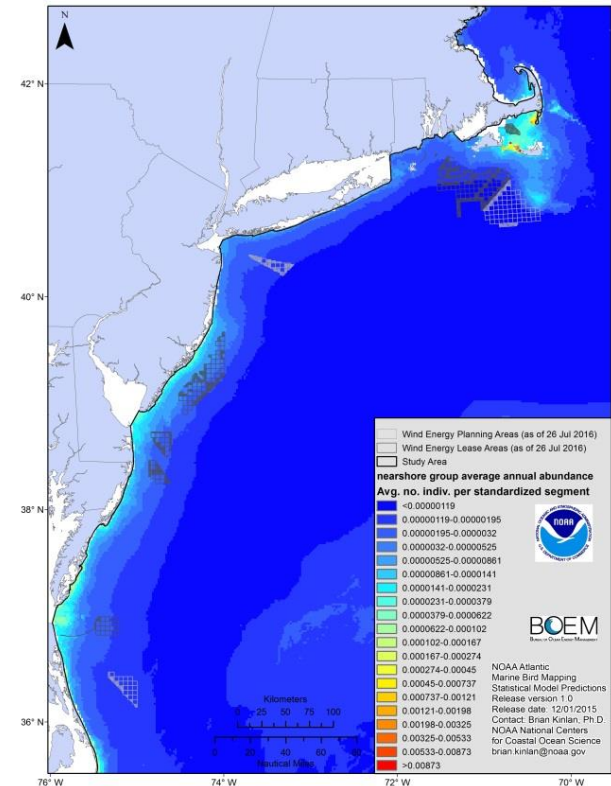 N
42° N
40° N
38° N
36° N
76° W
74° W
72° W
70° W
Wind Energy Planning Areas (as of 26 Jul 2016)
Wind Energy Lease Areas (as of 26 Jul 2016)
Study Area
nearshore group average annual abundance
Avg. no. indiv. per standardized segment
<0.00000119
0.00000119-0.00000195
0.00000195-0.0000032
0.0000032-0.00000525
0.00000525-0.00000861
0.00000861-0.0000141
0.0000141-0.0000231
0.0000231-0.0000379
0.0000379-0.0000622
0.0000622-0.000102
0.000102-0.000167
0.000167-0.000274
0.000274-0.00045
0.00045-0.000737
0.000737-0.00121
0.00121-0.00198
0.00198-0.00325
0.00325-0.00533
0.00533-0.00873
>0.00873
NOAA
BOEM
BUREAU OF OCEAN ENERGY MANAGEMENT
NOAA Atlantic
Marine Bird Mapping
Statistical Model Predictions
Release version 1.0
Release date: 12/01/2015
Contact: Brian Kinlan, Ph.D.
NOAA National Centers
for Coastal Ocean Science
brian.kinlan@noaa.gov
Kilometers
0 25 50 75 100
0 20 40 60 80
Nautical Miles